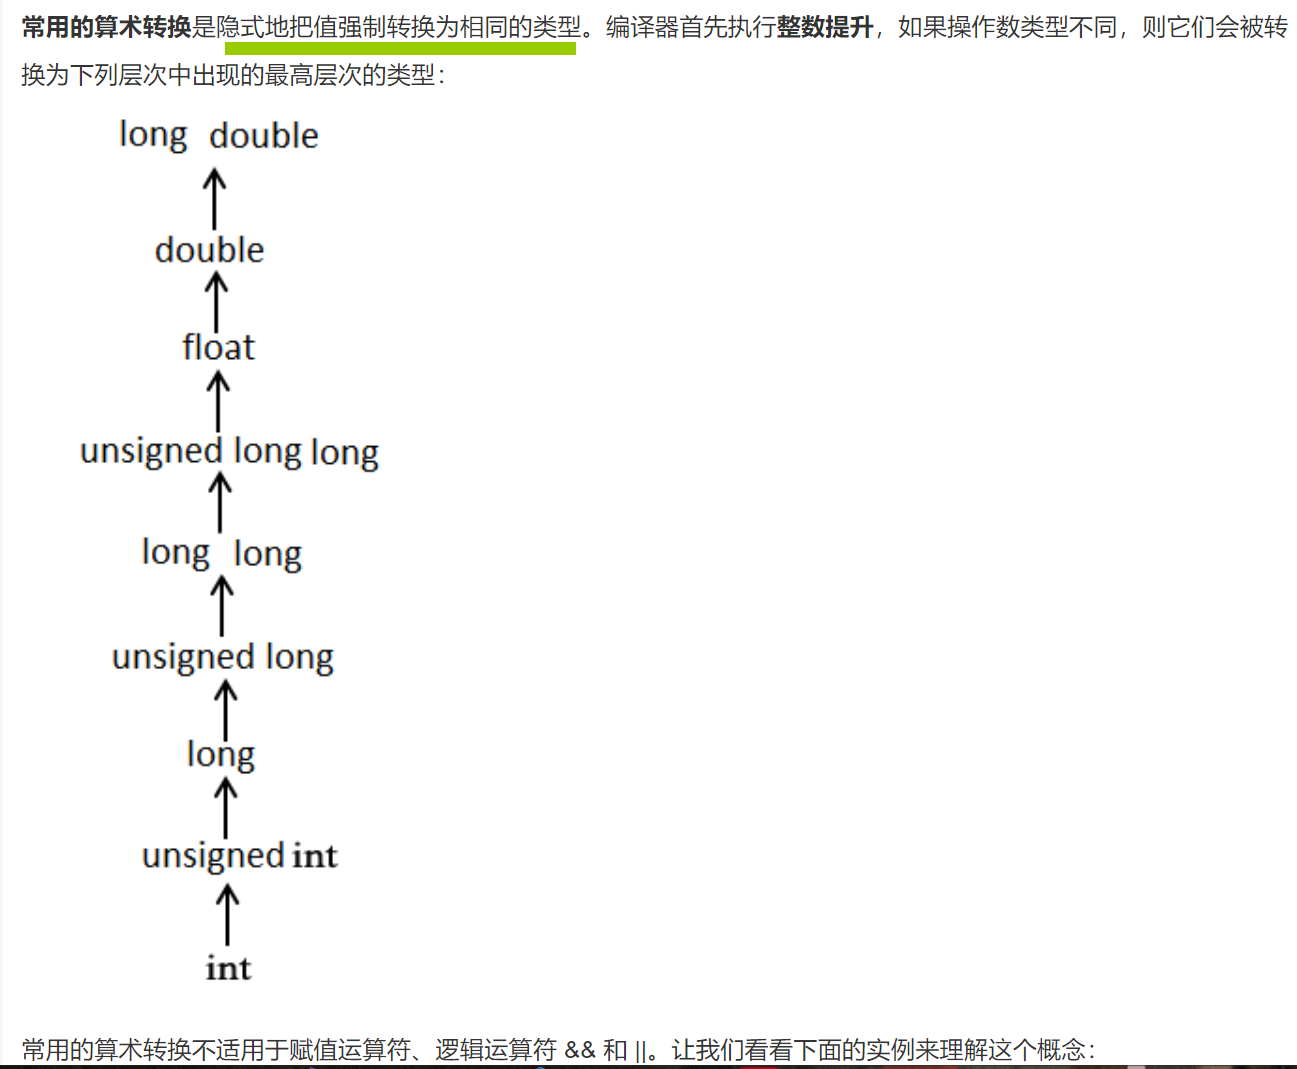 常用的算术转换是隐式地把值强制转换为相同的类型。编译器首先执行整数提升，如果操作数类型不同，则它们会被转
换为下列层次中出现的最高层次的类型：
long double
double
float
unsigned long long
long long
unsigned long
long
unsigned int
int
常用的算术转换不适用于赋值运算符、逻辑运算符 && 和 ||。让我们看看下面的实例来理解这个概念：